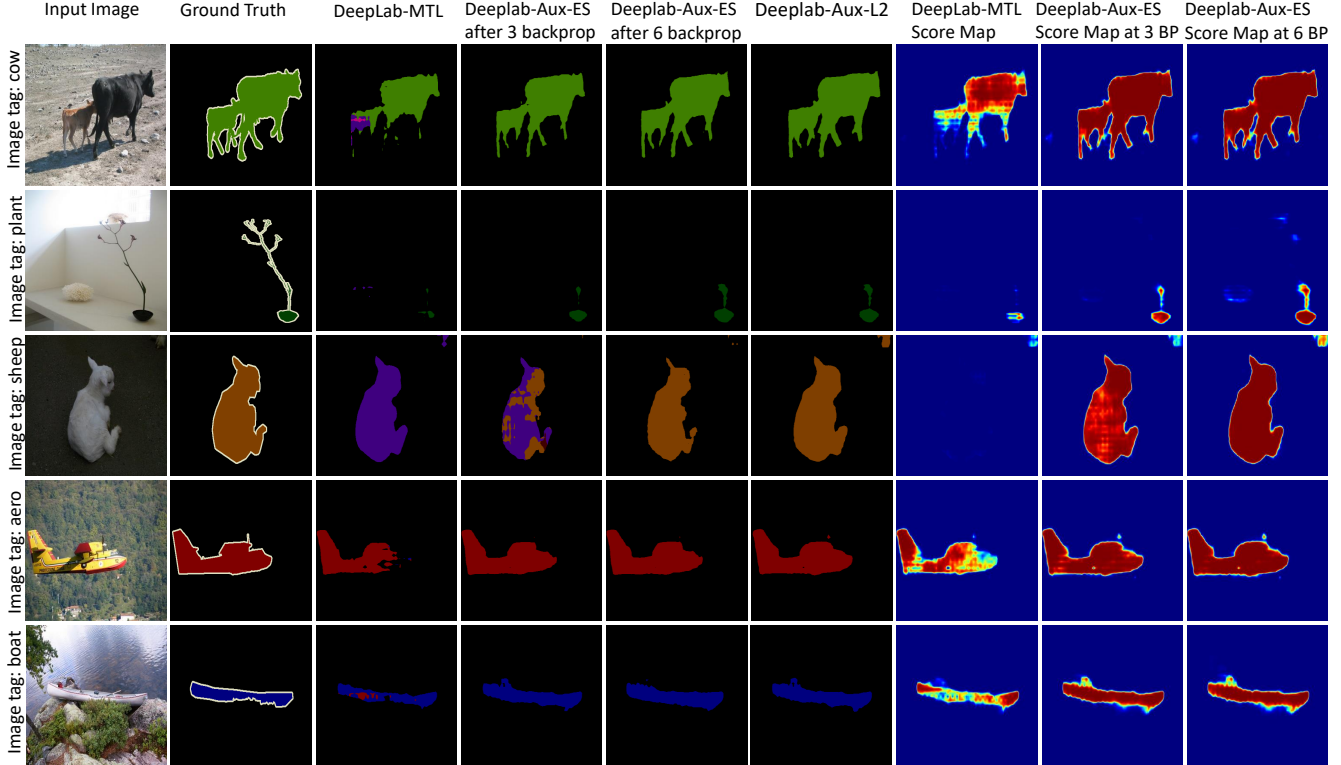 Input Image
Ground Truth
DeepLab-MTL
Deeplab-Aux-ES
after 3 backprop
Deeplab-Aux-ES
after 6 backprop
Deeplab-Aux-L2
DeepLab-MTL
Score Map
Deeplab-Aux-ES
Score Map at 3 BP
Deeplab-Aux-ES
Score Map at 6 BP
Image tag: cow
Image tag: plant
Image tag: sheep
Image tag: aero
Image tag: boat